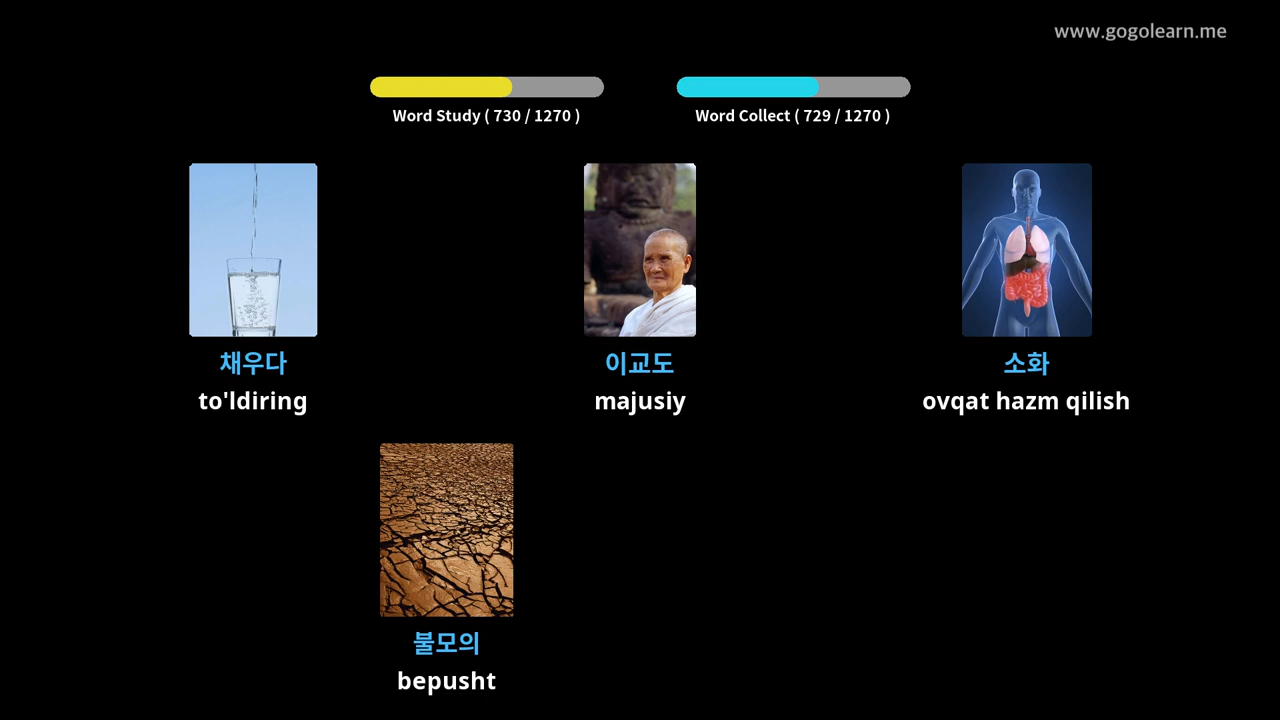 www.gogolearn.me
Word Study ( 730 / 1270 )
Word Collect ( 729 / 1270 )
채우다
to'ldiring
이교도
majusiy
소화
ovqat hazm qilish
불모의
bepusht